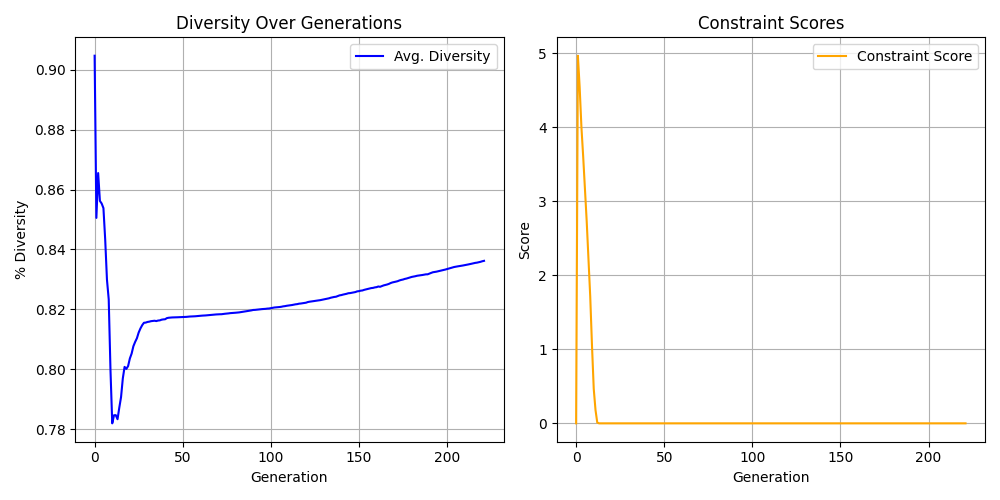 Diversity Over Generations
Avg. Diversity
% Diversity
0.90
0.88
0.86
0.84
0.82
0.80
0.78
0 50 100 150 200
Generation
Constraint Scores
Constraint Score
Score
5
4
3
2
1
0
0 50 100 150 200
Generation